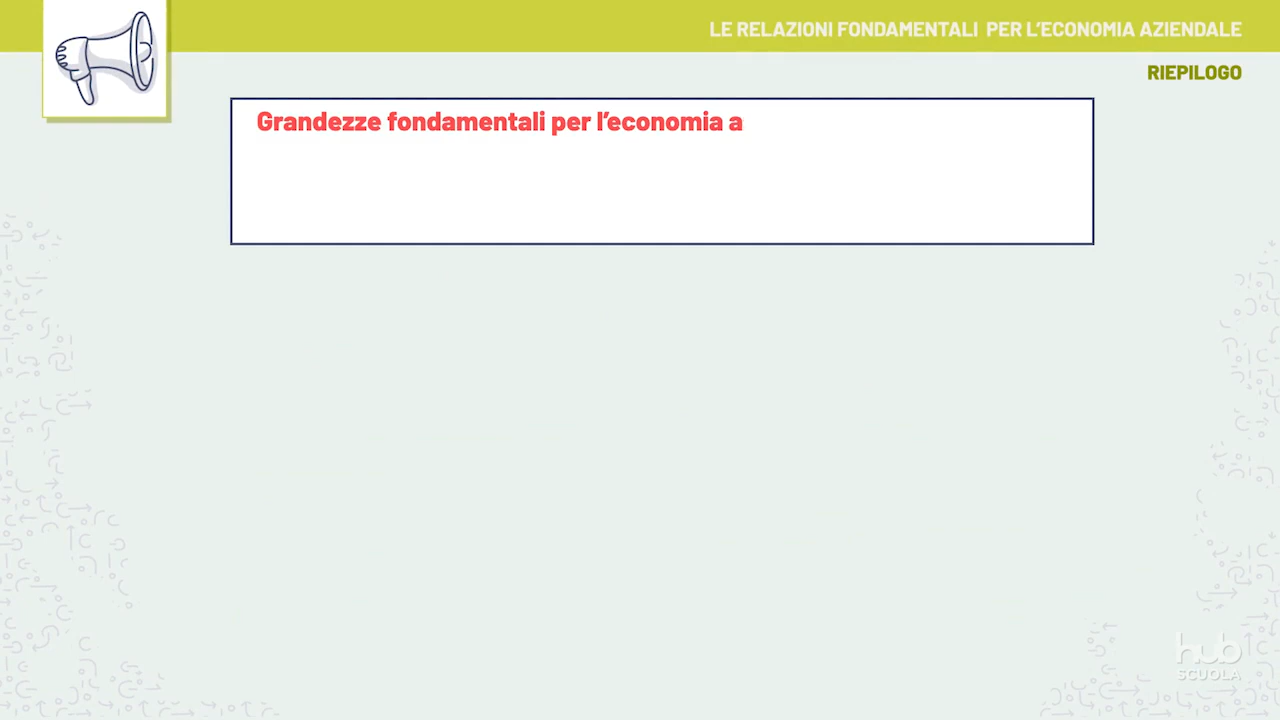 LE RELAZIONI FONDAMENTALI PER L'ECONOMIA AZIENDALE
RIEPILOGO
Grandezze fondamentali per l'economia a
hub
SCUOLA